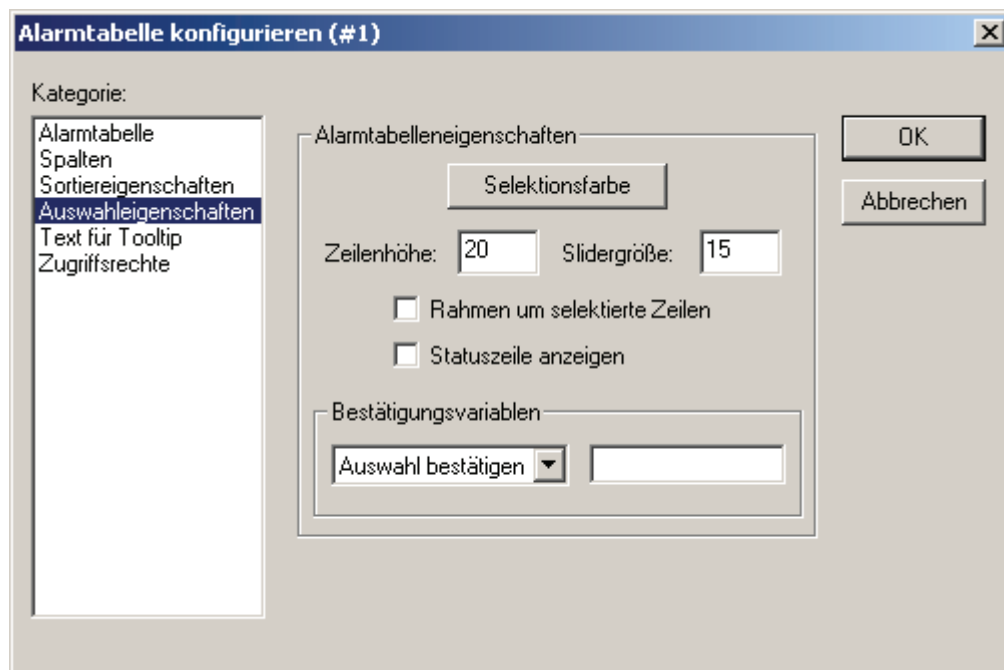 Alarmtabelle konfigurieren (#1)
Kategorie:
Alarmtabelle
Spalten
Sortiereigenschaften
Auswahleigenschaften
Text für Tooltip
Zugriffsrechte
Alarmtabelleneigenschaften
Selektionsfarbe
Zeilenhöhe: 20 Slidergröße: 15
Rahmen um selektierte Zeilen
Statuszeile anzeigen
Bestätigungsvariablen
Auswahl bestätigen
OK
Abbrechen